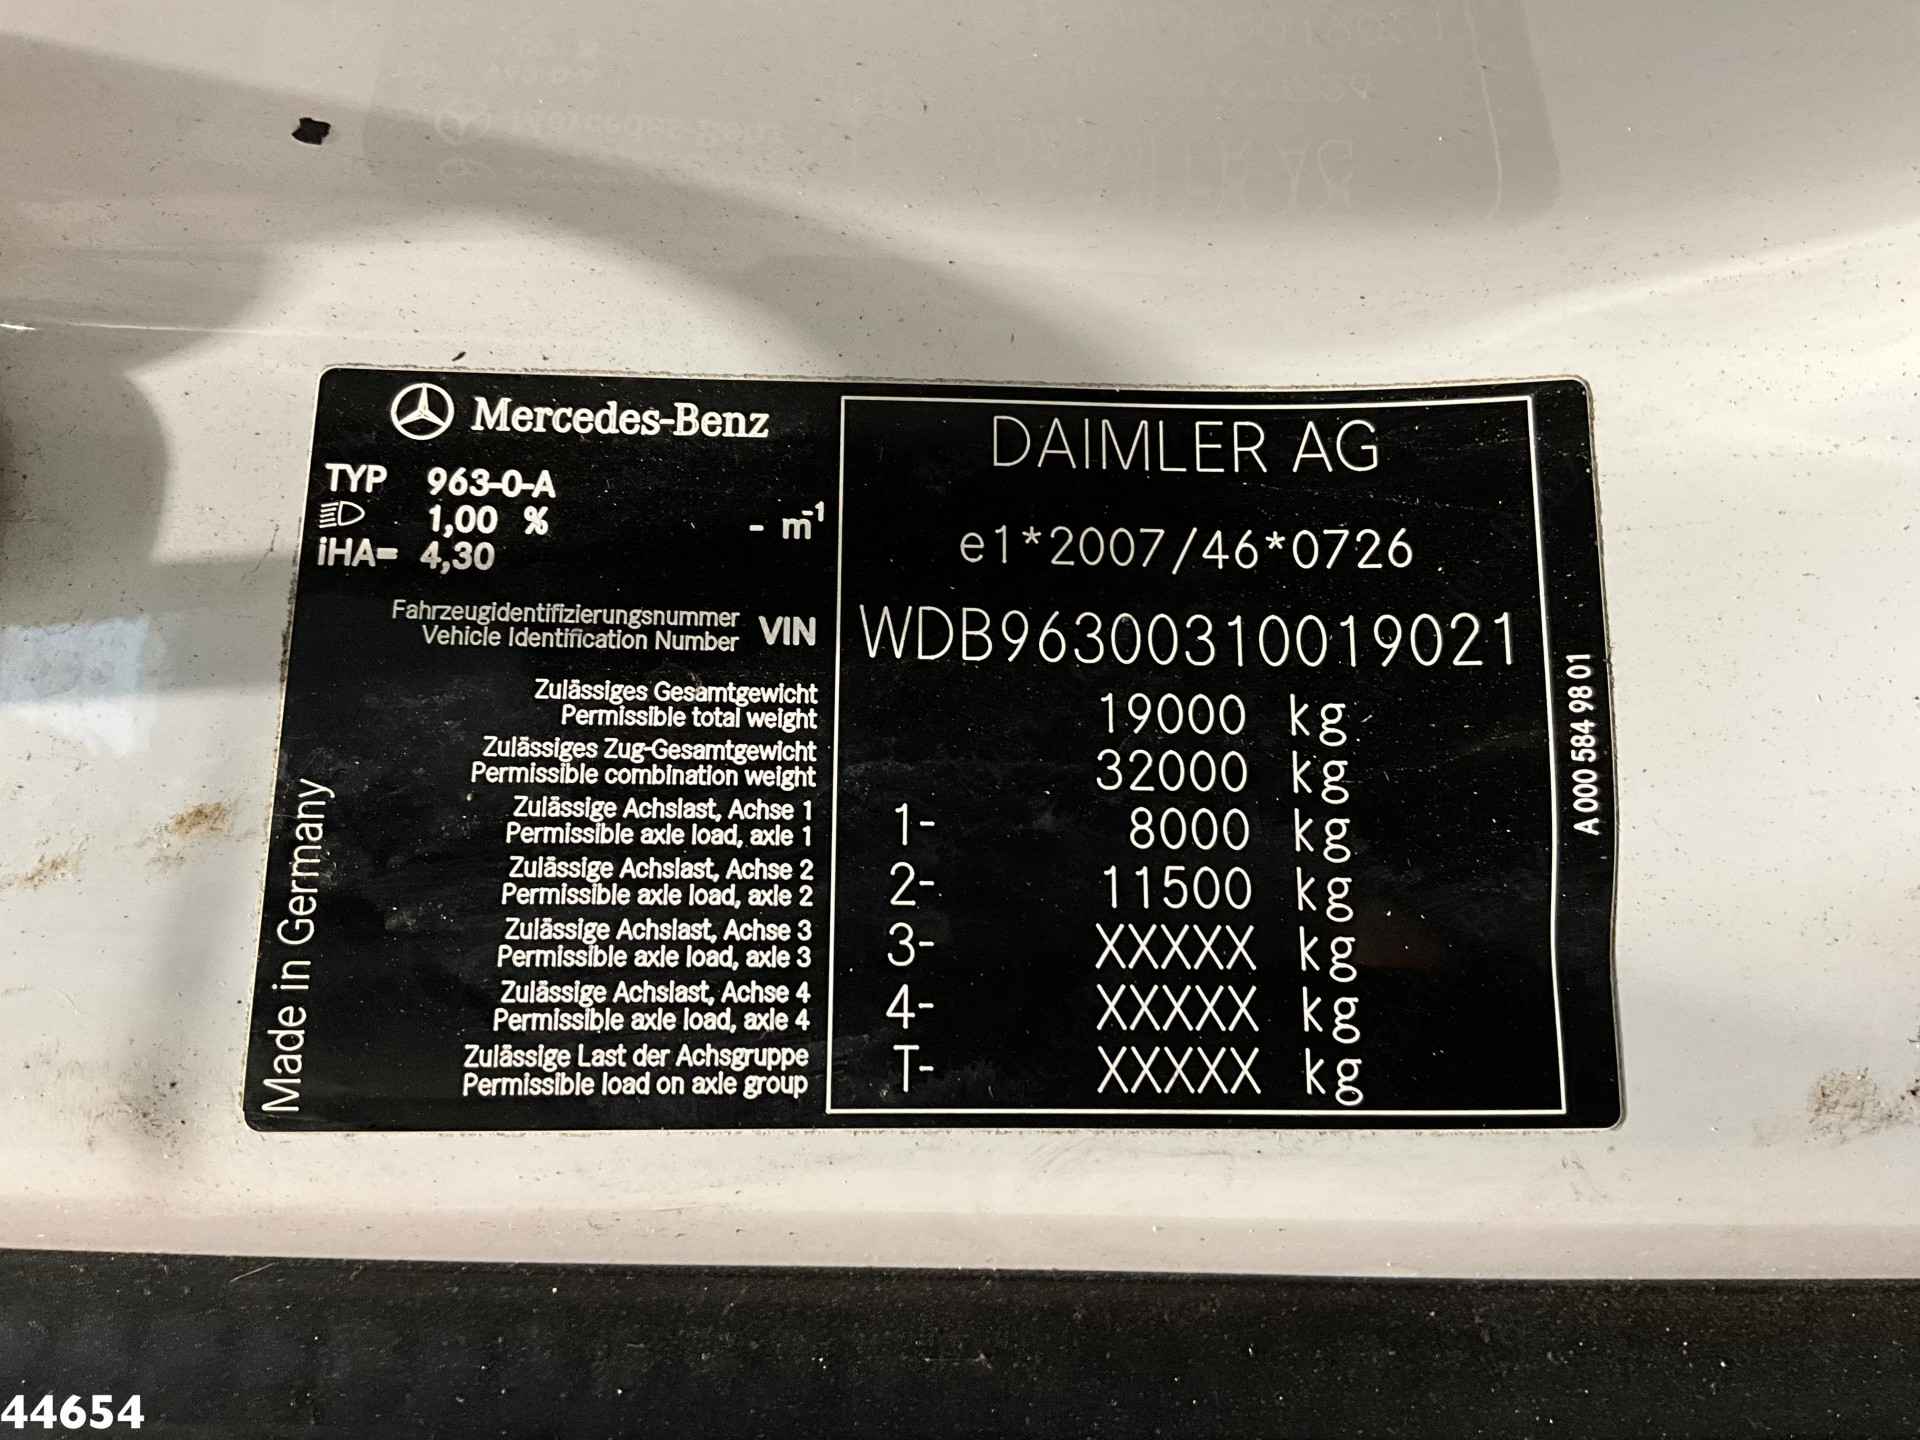 Mercedes-Benz
TYP 963-0-A
1,00 % - m-1
iHA= 4,30
DAIMLER AG
e1*2007/46*0726
Fahrzeugidentifizierungsnummer
Vehicle Identification Number
VIN WDB96300310019021
Zulässiges Gesamtgewicht
Permissible total weight
19000 kg
Zulässiges Zug-Gesamtgewicht
Permissible combination weight
32000 kg
Zulässige Achslast, Achse 1
Permissible axle load, axle 1
1- 8000 kg
Zulässige Achslast, Achse 2
Permissible axle load, axle 2
2- 11500 kg
Zulässige Achslast, Achse 3
Permissible axle load, axle 3
3- XXXXX kg
Zulässige Achslast, Achse 4
Permissible axle load, axle 4
4- XXXXX kg
Zulässige Last der Achsgruppe
Permissible load on axle group
T- XXXXX kg
Made in Germany
A 000 584 98 01
44654